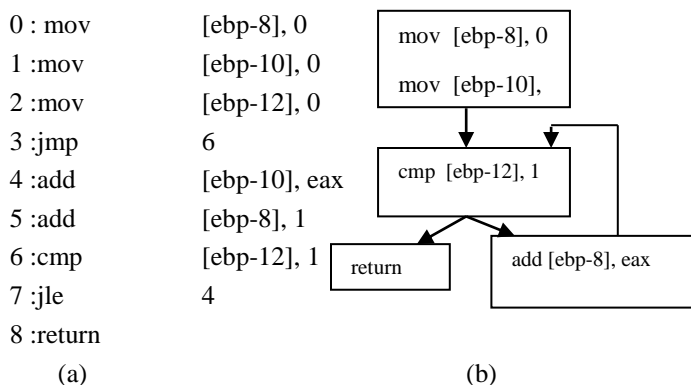 0 : mov [ebp-8], 0
1 :mov [ebp-10], 0
2 :mov [ebp-12], 0
3 :jmp 6
4 :add [ebp-10], eax
5 :add [ebp-8], 1
6 :cmp [ebp-12], 1
7 :jle 4
8 :return
(a)
mov [ebp-8], 0
mov [ebp-10],
cmp [ebp-12], 1
return
add [ebp-8], eax
(b)